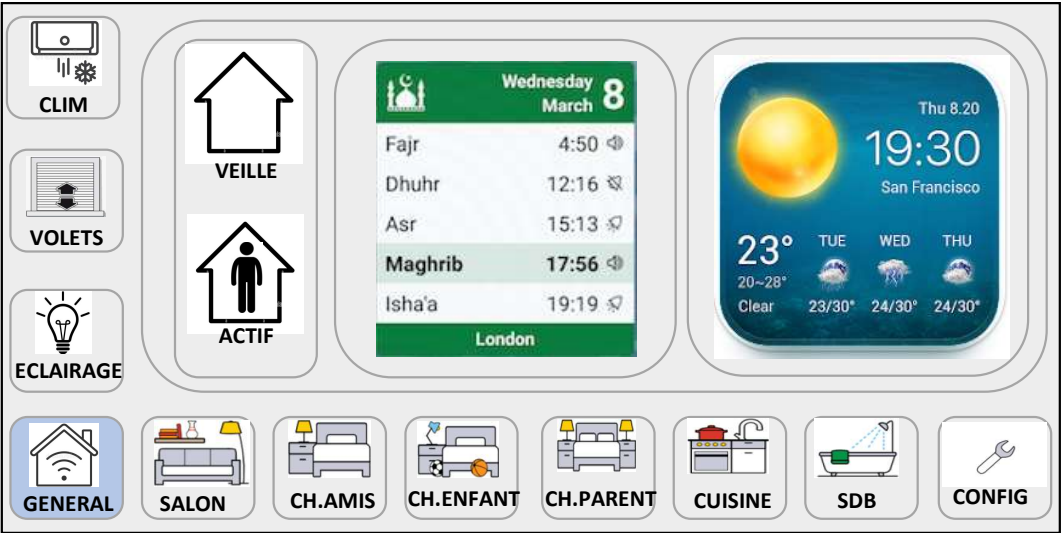 CLIM
VOLETS
ECLAIRAGE
VEILLE
ACTIF
Wednesday
March 8
Fajr 4:50
Dhuhr 12:16
Asr 15:13
Maghrib 17:56
Isha'a 19:19
London
Thu 8.20
19:30
San Francisco
23° TUE WED THU
20~28°
Clear 23/30° 24/30° 24/30°
GENERAL SALON CH.AMIS CH.ENFANT CH.PARENT CUISINE SDB CONFIG